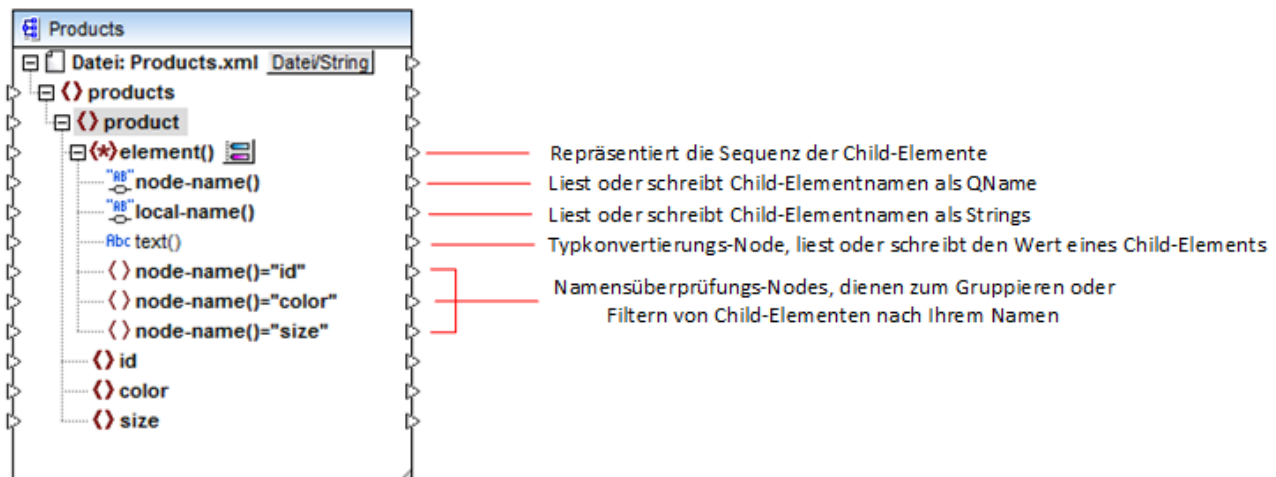 Products
Datei: Products.xml Datei/String
products
product
element()
Repräsentiert die Sequenz der Child-Elemente
"AB" node-name()
Liest oder schreibt Child-Elementnamen als QName
"AB" local-name()
Liest oder schreibt Child-Elementnamen als Strings
Abc text()
Typkonvertierungs-Node, liest oder schreibt den Wert eines Child-Elements
node-name()="id"
node-name()="color"
node-name()="size"
Namensüberprüfungs-Nodes, dienen zum Gruppieren oder
Filtern von Child-Elementen nach Ihrem Namen
id
color
size